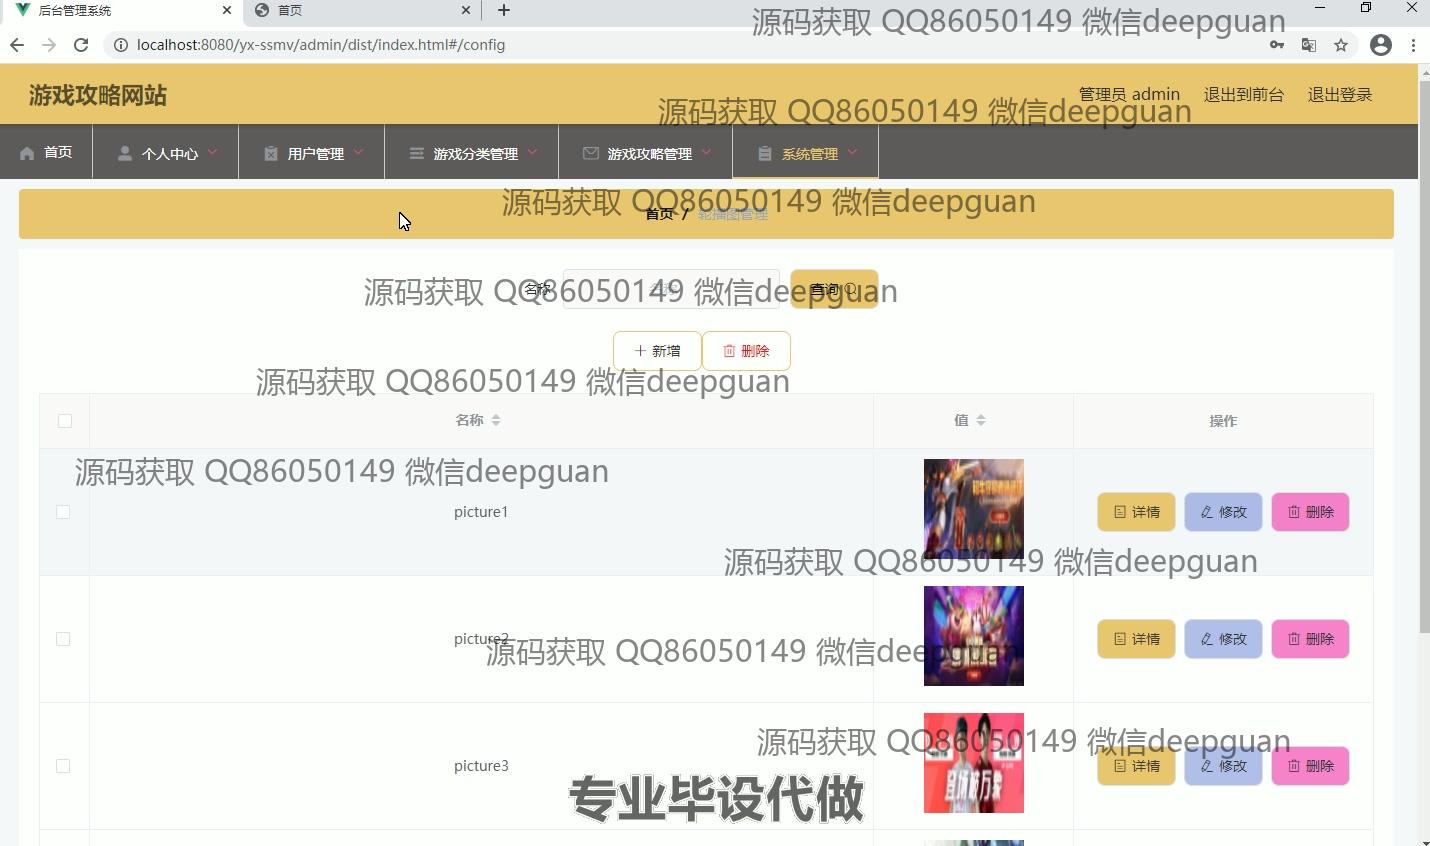 后台管理系统
首页
localhost:8080/yx-ssmv/admin/dist/index.html#/config
源码获取 QQ86050149 微信deepguan
游戏攻略网站
管理员 admin
退出到前台
退出登录
源码获取 QQ86050149 微信deepguan
首页
个人中心
用户管理
游戏分类管理
游戏攻略管理
系统管理
源码获取 QQ86050149 微信deepguan
首页 / 轮播图管理
名称
名称
查询
源码获取 QQ86050149 微信deepguan
新增
删除
源码获取 QQ86050149 微信deepguan
名称
值
操作
源码获取 QQ86050149 微信deepguan
picture1
详情
修改
删除
源码获取 QQ86050149 微信deepguan
picture2
详情
修改
删除
源码获取 QQ86050149 微信deepguan
源码获取 QQ86050149 微信deepguan
picture3
详情
修改
删除
专业毕设代做